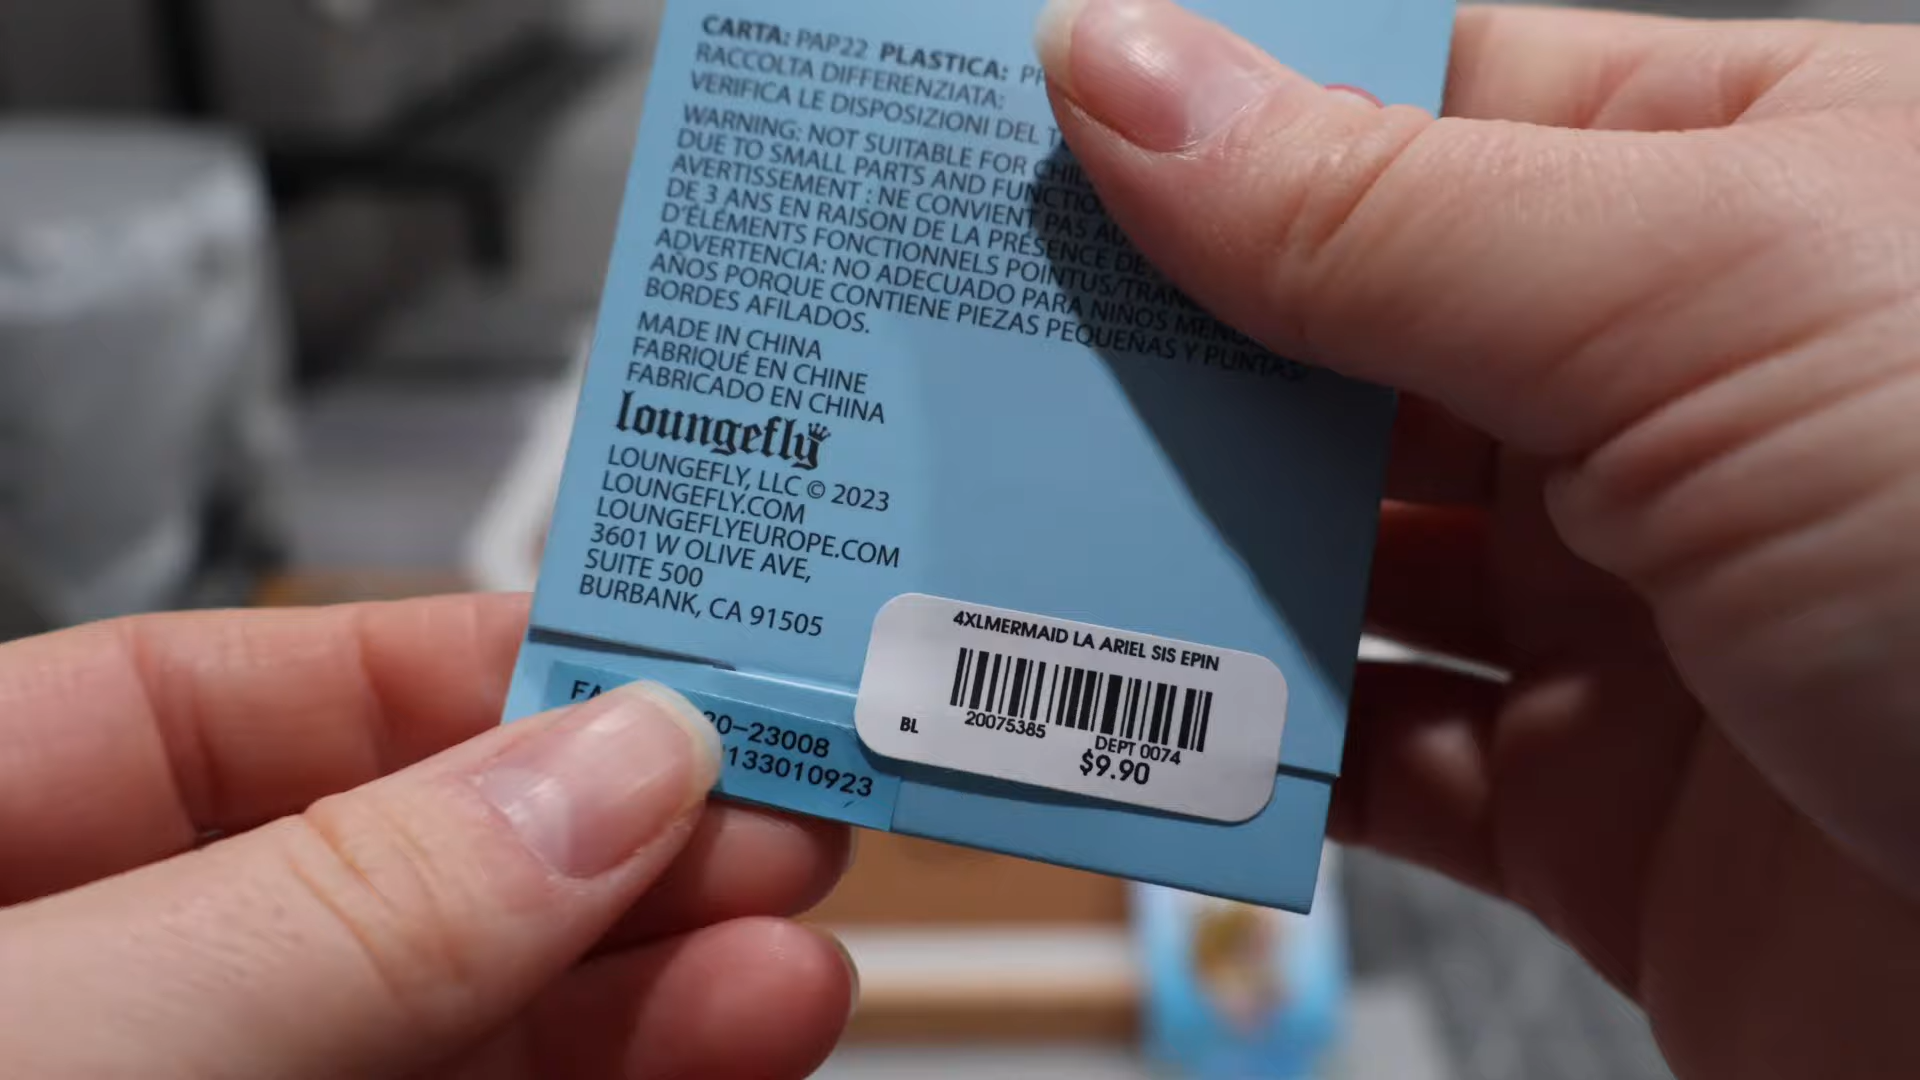 CARTA: PAP22 PLASTICA:
RACCOLTA DIFFERENZIATA:
VERIFICA LE DISPOSIZIONI DEL
WARNING: NOT SUITABLE FOR
DUE TO SMALL PARTS AND
AVERTISSEMENT : NE CONVIENT PAS
DE 3 ANS EN RAISON DE LA PRÉSENCE DE
D'ÉLÉMENTS FONCTIONNELS POINTUS/
ADVERTENCIA: NO ADECUADO PARA NIÑOS
AÑOS PORQUE CONTIENE PIEZAS PEQUEÑAS Y PUNTAS/
BORDES AFILADOS.
MADE IN CHINA
FABRIQUÉ EN CHINE
FABRICADO EN CHINA
loungefly
LOUNGEFLY, LLC © 2023
LOUNGEFLY.COM
LOUNGEFLYEUROPE.COM
3601 W OLIVE AVE,
SUITE 500
BURBANK, CA 91505
4XLMERMAID LA ARIEL SIS EPIN
BL 20075385
DEPT 0074
$9.90